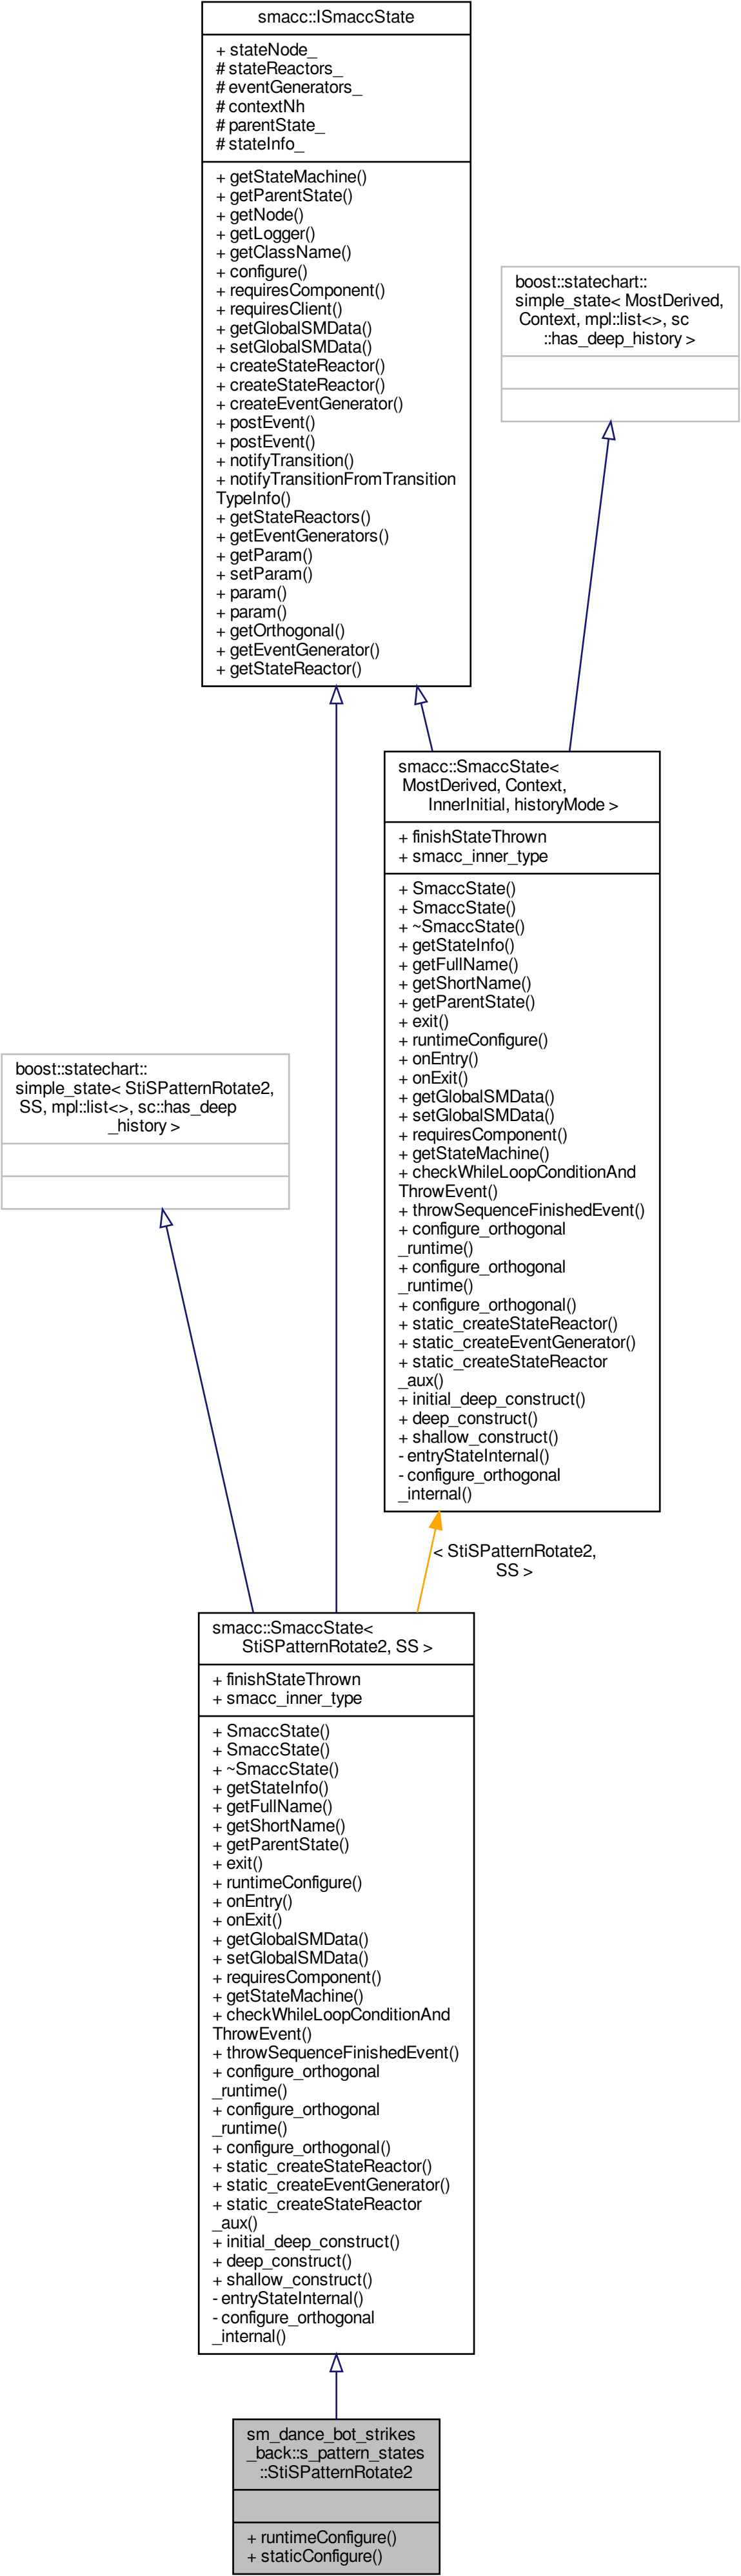 smacc::ISmaccState
+ stateNode_
# stateReactors_
# eventGenerators_
# contextNh
# parentState_
# stateInfo_
+ getStateMachine()
+ getParentState()
+ getNode()
+ getLogger()
+ getClassName()
+ configure()
+ requiresComponent()
+ requiresClient()
+ getGlobalSMData()
+ setGlobalSMData()
+ createStateReactor()
+ createStateReactor()
+ createEventGenerator()
+ postEvent()
+ postEvent()
+ notifyTransition()
+ notifyTransitionFromTransition
TypeInfo()
+ getStateReactors()
+ getEventGenerators()
+ getParam()
+ setParam()
+ param()
+ param()
+ getOrthogonal()
+ getEventGenerator()
+ getStateReactor()
boost::statechart::
simple_state< MostDerived,
Context, mpl::list<>, sc
::has_deep_history >
smacc::SmaccState<
MostDerived, Context,
InnerInitial, historyMode >
+ finishStateThrown
+ smacc_inner_type
+ SmaccState()
+ SmaccState()
+ ~SmaccState()
+ getStateInfo()
+ getFullName()
+ getShortName()
+ getParentState()
+ exit()
+ runtimeConfigure()
+ onEntry()
+ onExit()
+ getGlobalSMData()
+ setGlobalSMData()
+ requiresComponent()
+ getStateMachine()
+ checkWhileLoopConditionAnd
ThrowEvent()
+ throwSequenceFinishedEvent()
+ configure_orthogonal
_runtime()
+ configure_orthogonal
_runtime()
+ configure_orthogonal()
+ static_createStateReactor()
+ static_createEventGenerator()
+ static_createStateReactor
_aux()
+ initial_deep_construct()
+ deep_construct()
+ shallow_construct()
- entryStateInternal()
- configure_orthogonal
_internal()
boost::statechart::
simple_state< StiSPatternRotate2,
SS, mpl::list<>, sc::has_deep
_history >
< StiSPatternRotate2,
SS >
smacc::SmaccState<
StiSPatternRotate2, SS >
+ finishStateThrown
+ smacc_inner_type
+ SmaccState()
+ SmaccState()
+ ~SmaccState()
+ getStateInfo()
+ getFullName()
+ getShortName()
+ getParentState()
+ exit()
+ runtimeConfigure()
+ onEntry()
+ onExit()
+ getGlobalSMData()
+ setGlobalSMData()
+ requiresComponent()
+ getStateMachine()
+ checkWhileLoopConditionAnd
ThrowEvent()
+ throwSequenceFinishedEvent()
+ configure_orthogonal
_runtime()
+ configure_orthogonal
_runtime()
+ configure_orthogonal()
+ static_createStateReactor()
+ static_createEventGenerator()
+ static_createStateReactor
_aux()
+ initial_deep_construct()
+ deep_construct()
+ shallow_construct()
- entryStateInternal()
- configure_orthogonal
_internal()
sm_dance_bot_strikes
_back::s_pattern_states
::StiSPatternRotate2
+ runtimeConfigure()
+ staticConfigure()